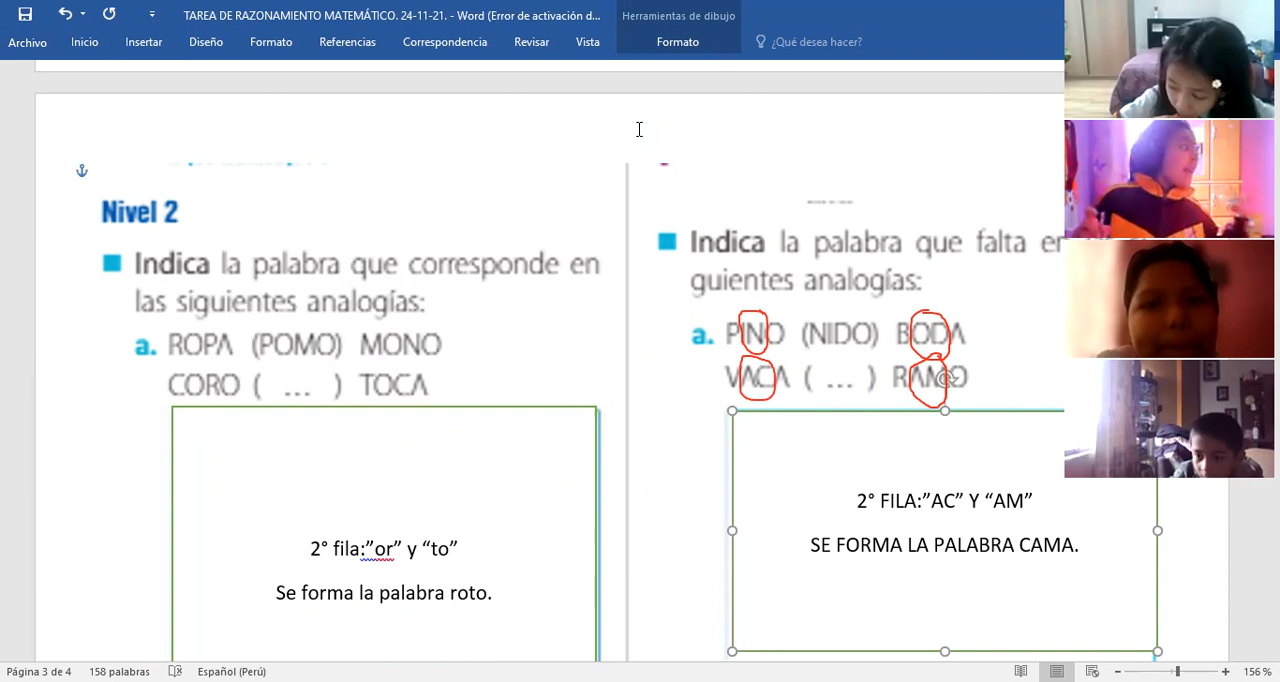 TAREA DE RAZONAMIENTO MATEMÁTICO. 24-11-21. - Word (Error de activación d...
Herramientas de dibujo
Archivo Inicio Insertar Diseño Formato Referencias Correspondencia Revisar Vista Formato ¿Qué desea hacer?
Nivel 2
Indica la palabra que corresponde en
las siguientes analogías:
a. ROPA (POMO) MONO
CORO ( ... ) TOCA
2° fila:”or” y “to”
Se forma la palabra roto.
Indica la palabra que falta en
guientes analogías:
a. PINO (NIDO) BODA
VACA ( ... ) RAMO
2° FILA:”AC” Y “AM”
SE FORMA LA PALABRA CAMA.
Página 3 de 4 158 palabras Español (Perú) 156 %